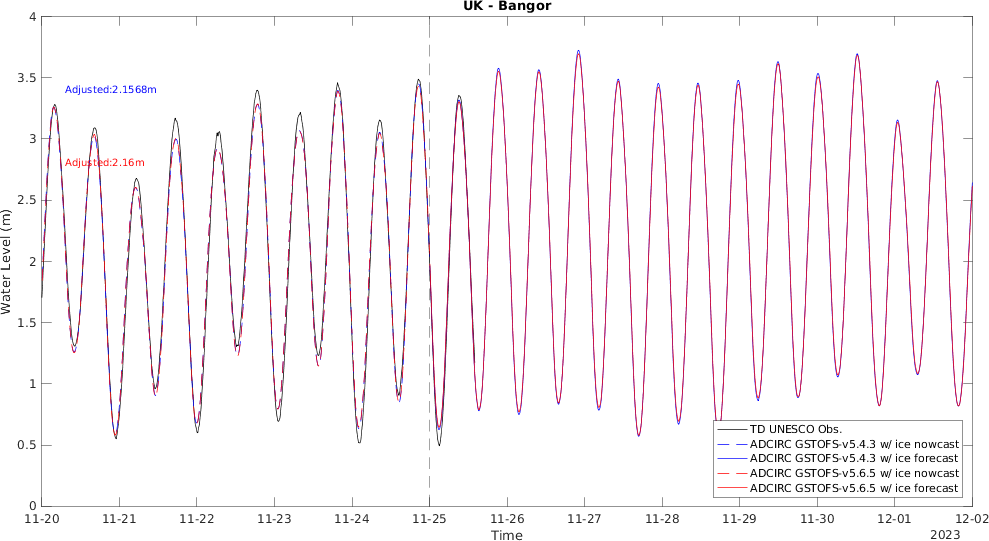 UK - Bangor
4
3.5
3
2.5
2
1.5
1
0.5
0
Water Level (m)
Adjusted:2.1568m
Adjusted:2.16m
TD UNESCO Obs.
ADCIRC GSTOFS-v5.4.3 w/ ice nowcast
ADCIRC GSTOFS-v5.4.3 w/ ice forecast
ADCIRC GSTOFS-v5.6.5 w/ ice nowcast
ADCIRC GSTOFS-v5.6.5 w/ ice forecast
11-20 11-21 11-22 11-23 11-24 11-25 11-26 11-27 11-28 11-29 11-30 12-01 12-02
Time
2023